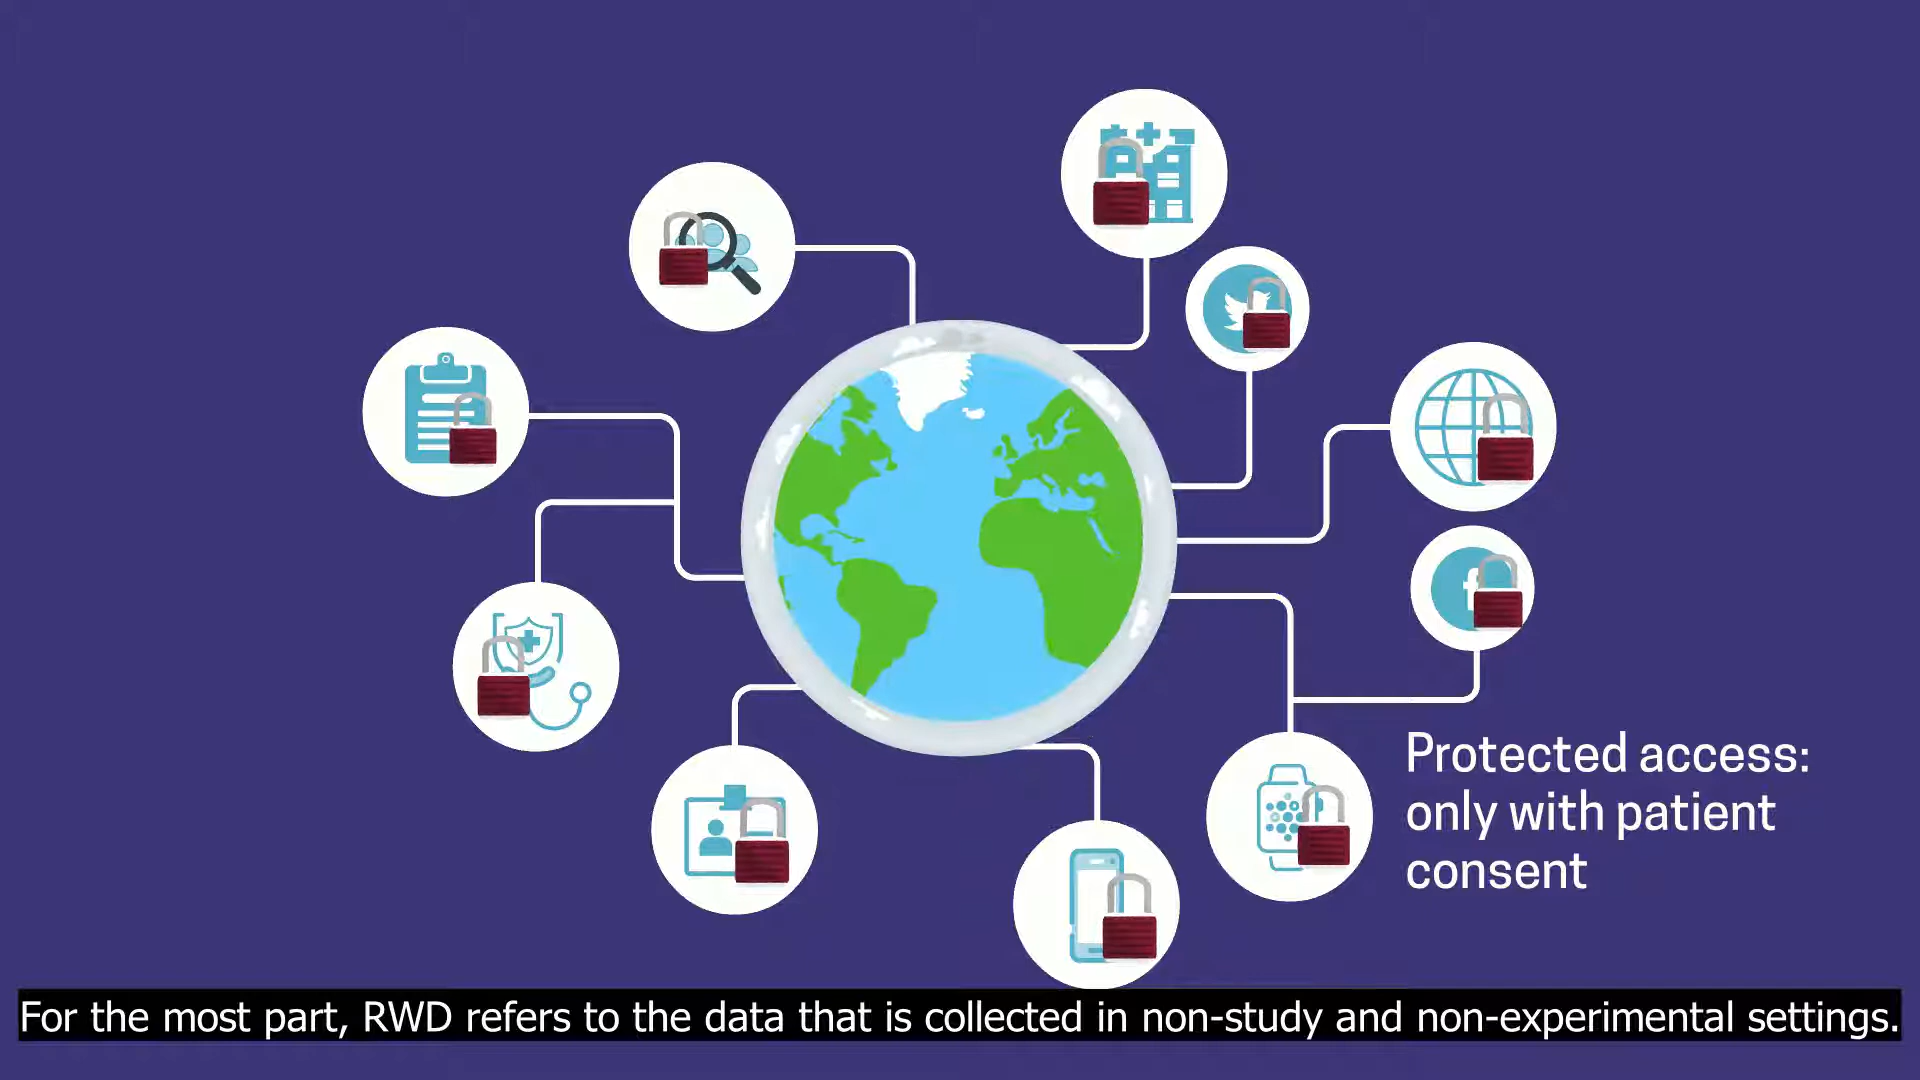 Protected access:
only with patient
consent
For the most part, RWD refers to the data that is collected in non-study and non-experimental settings.